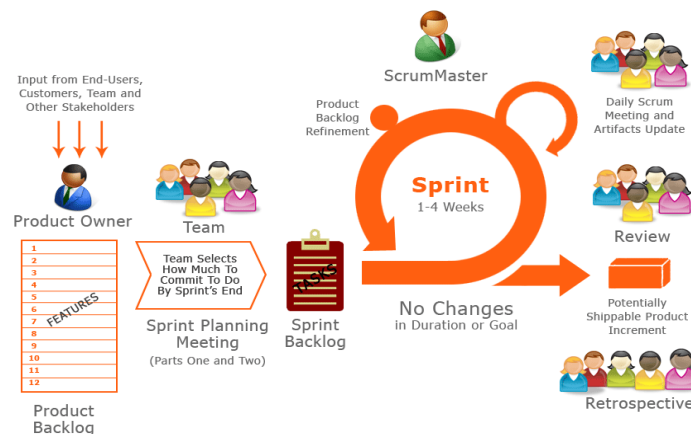 Input from End-Users,
Customers, Team and
Other Stakeholders
Product Owner
1
2
3
4
5
6
7
8
9
10
11
12
FEATURES
Product
Backlog
Team
Team Selects
How Much To
Commit To Do
By Sprint's End
Sprint Planning
Meeting
(Parts One and Two)
TASKS
Sprint
Backlog
ScrumMaster
Product
Backlog
Refinement
Sprint
1-4 Weeks
No Changes
in Duration or Goal
Daily Scrum
Meeting and
Artifacts Update
Review
Potentially
Shippable Product
Increment
Retrospective